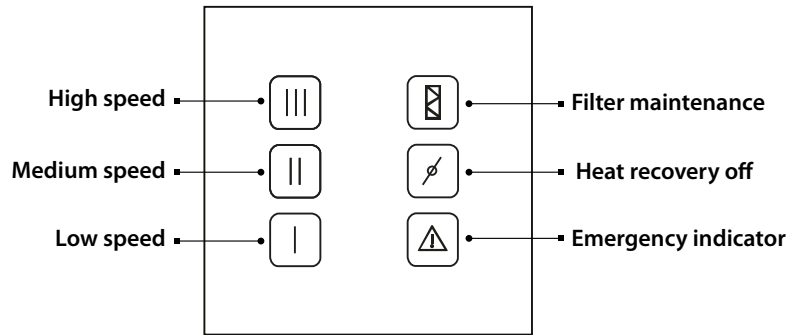 High speed
Medium speed
Low speed
Filter maintenance
Heat recovery off
Emergency indicator